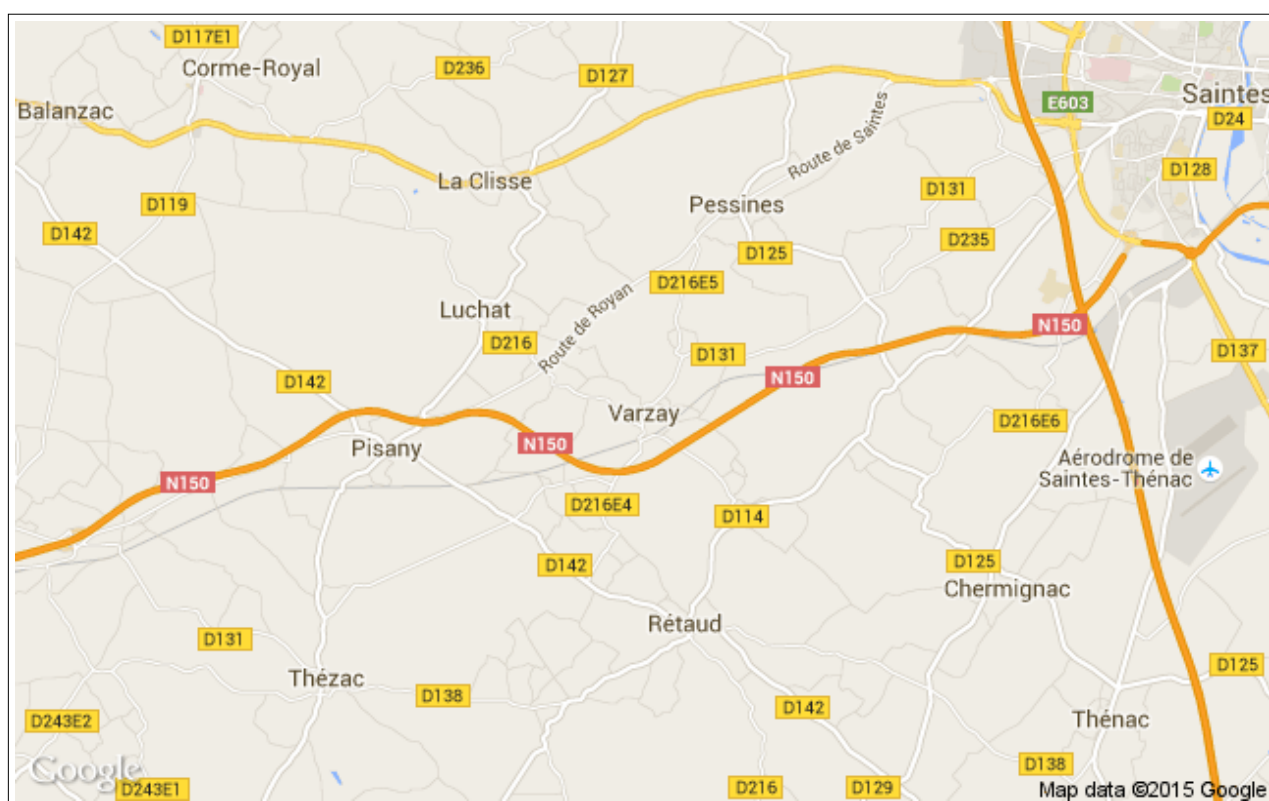 D117E1
Corme-Royal
D236
D127
Balanzac
E603
Saintes
D24
Route de Saintes
La Clisse
D128
D119
Pessines
D131
D142
D125
D235
D216E5
Luchat
Route de Royan
D216
D131
N150
D137
D142
N150
Varzay
Pisany
N150
D216E6
N150
Aérodrome de
Saintes-Thénac
D216E4
D114
D142
D125
Chermignac
Rétaud
D131
Thézac
D138
D125
D243E2
D142
Thénac
Google
D243E1
D216
D129
D138
Map data ©2015 Google